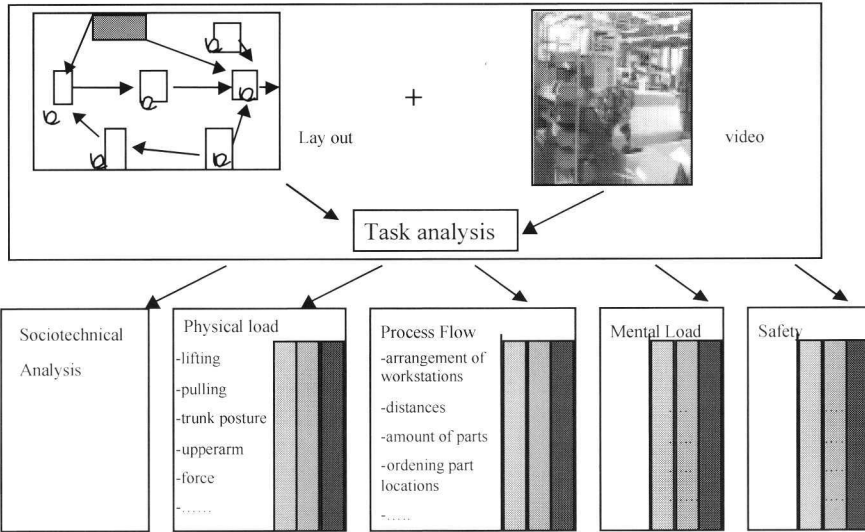 +
Lay out
video
Task analysis
Sociotechnical
Analysis
Physical load
-lifting
-pulling
-trunk posture
-upperarm
-force
-......
Process Flow
-arrangement of
workstations
-distances
-amount of parts
-ordening part
locations
-.....
Mental Load
....
....
....
....
Safety
....
....
....
....